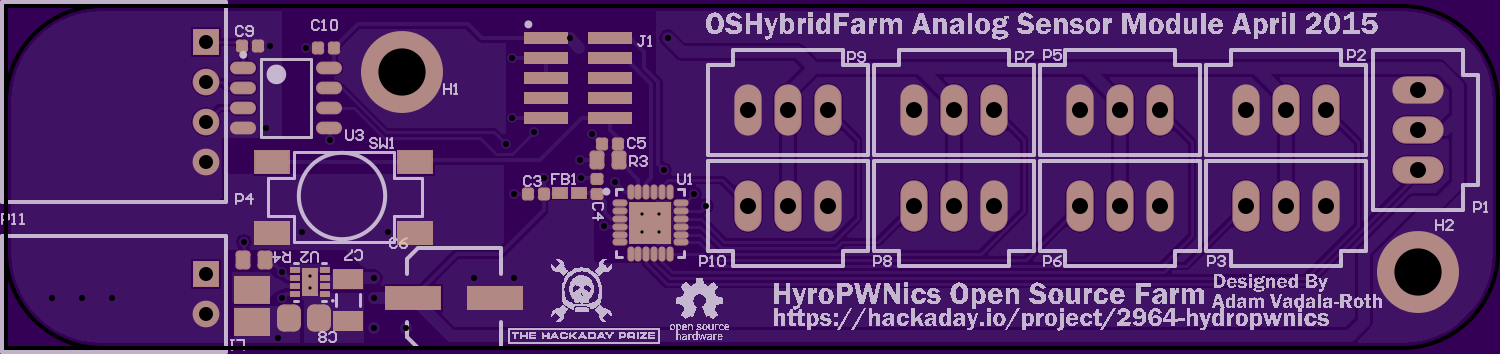 OSHybridFarm Analog Sensor Module April 2015
C9
C10
J1
P9
P7
P5
P2
H1
U3
SW1
C5
R3
C3
FB1
U1
C4
P4
P1
P11
H2
C6
R4
U2
C7
P10
P8
P6
P3
Designed By
HyroPWNics Open Source Farm
Adam Vadala-Roth
https://hackaday.io/project/2964-hydropwnics
THE HACKADAY PRIZE
open source
hardware
C8
L1